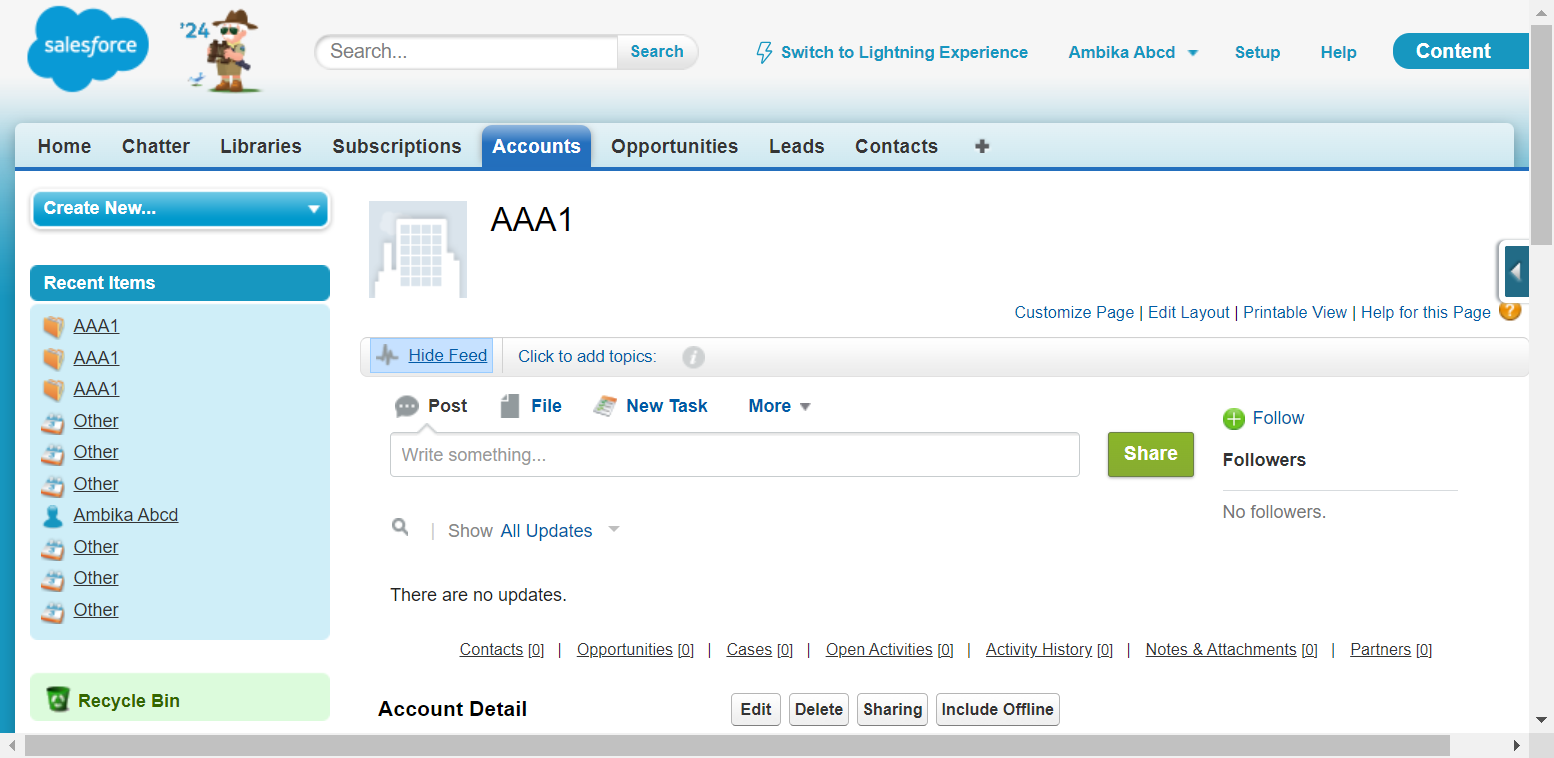 salesforce
'24
Search...
Search
Switch to Lightning Experience
Ambika Abcd
Setup
Help
Content
Home
Chatter
Libraries
Subscriptions
Accounts
Opportunities
Leads
Contacts
Create New...
AAA1
Recent Items
AAA1
AAA1
AAA1
Other
Other
Other
Ambika Abcd
Other
Other
Other
Recycle Bin
Customize Page | Edit Layout | Printable View | Help for this Page ?
Hide Feed
Click to add topics:
i
Post
File
New Task
More
Write something...
Share
Follow
Followers
No followers.
| Show All Updates
There are no updates.
Contacts [0] | Opportunities [0] | Cases [0] | Open Activities [0] | Activity History [0] | Notes & Attachments [0] | Partners [0]
Account Detail
Edit
Delete
Sharing
Include Offline